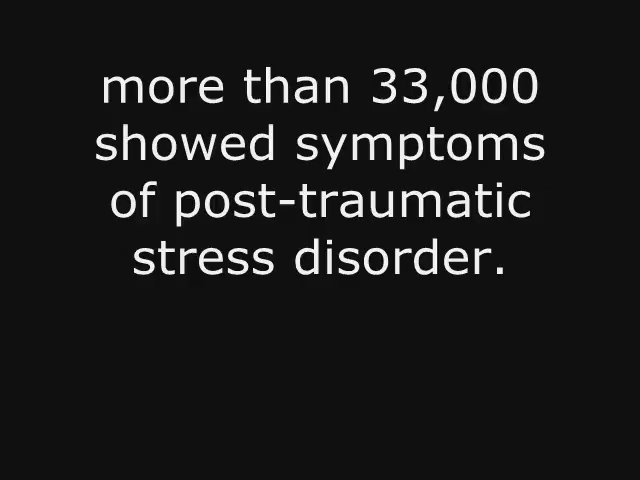 more than 33,000
showed symptoms
of post-traumatic
stress disorder.